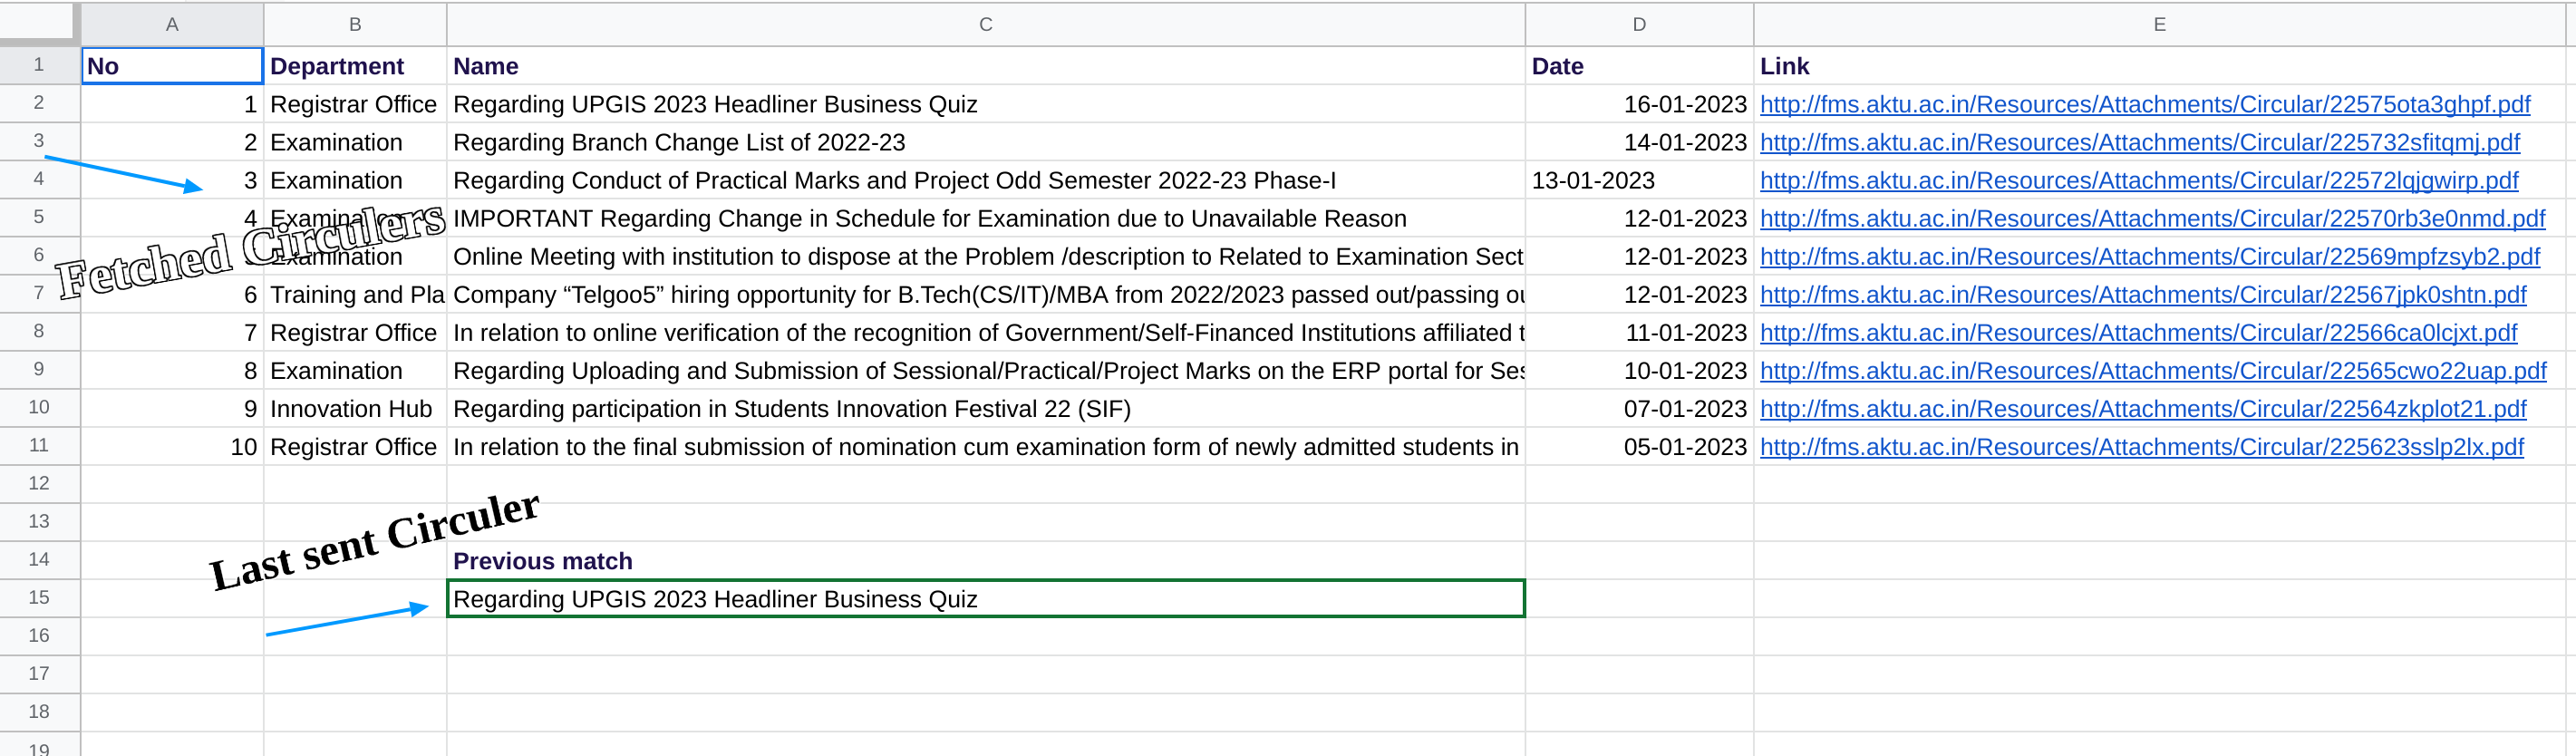 A B C D E
1 No Department Name Date Link
2 1 Registrar Office Regarding UPGIS 2023 Headliner Business Quiz 16-01-2023 http://fms.aktu.ac.in/Resources/Attachments/Circular/22575ota3ghpf.pdf
3 2 Examination Regarding Branch Change List of 2022-23 14-01-2023 http://fms.aktu.ac.in/Resources/Attachments/Circular/225732sfitqmj.pdf
4 3 Examination Regarding Conduct of Practical Marks and Project Odd Semester 2022-23 Phase-I 13-01-2023 http://fms.aktu.ac.in/Resources/Attachments/Circular/22572lqjgwirp.pdf
5 4 Examination IMPORTANT Regarding Change in Schedule for Examination due to Unavailable Reason 12-01-2023 http://fms.aktu.ac.in/Resources/Attachments/Circular/22570rb3e0nmd.pdf
Fetched Circulers
6 Examination Online Meeting with institution to dispose at the Problem /description to Related to Examination Sect 12-01-2023 http://fms.aktu.ac.in/Resources/Attachments/Circular/22569mpfzsyb2.pdf
7 6 Training and Pla Company “Telgoo5” hiring opportunity for B.Tech(CS/IT)/MBA from 2022/2023 passed out/passing ou 12-01-2023 http://fms.aktu.ac.in/Resources/Attachments/Circular/22567jpk0shtn.pdf
8 7 Registrar Office In relation to online verification of the recognition of Government/Self-Financed Institutions affiliated t 11-01-2023 http://fms.aktu.ac.in/Resources/Attachments/Circular/22566ca0lcjxt.pdf
9 8 Examination Regarding Uploading and Submission of Sessional/Practical/Project Marks on the ERP portal for Ses 10-01-2023 http://fms.aktu.ac.in/Resources/Attachments/Circular/22565cwo22uap.pdf
10 9 Innovation Hub Regarding participation in Students Innovation Festival 22 (SIF) 07-01-2023 http://fms.aktu.ac.in/Resources/Attachments/Circular/22564zkplot21.pdf
11 10 Registrar Office In relation to the final submission of nomination cum examination form of newly admitted students in 05-01-2023 http://fms.aktu.ac.in/Resources/Attachments/Circular/225623sslp2lx.pdf
12
13
Last sent Circuler
14 Previous match
15 Regarding UPGIS 2023 Headliner Business Quiz
16
17
18
19